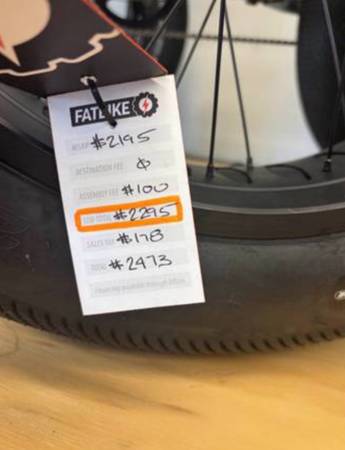 FATBIKE
MSRP $2195
DESTINATION FEE Φ
ASSEMBLY FEE $100
SUB-TOTAL $2295
SALES TAX $178
TOTAL $2473